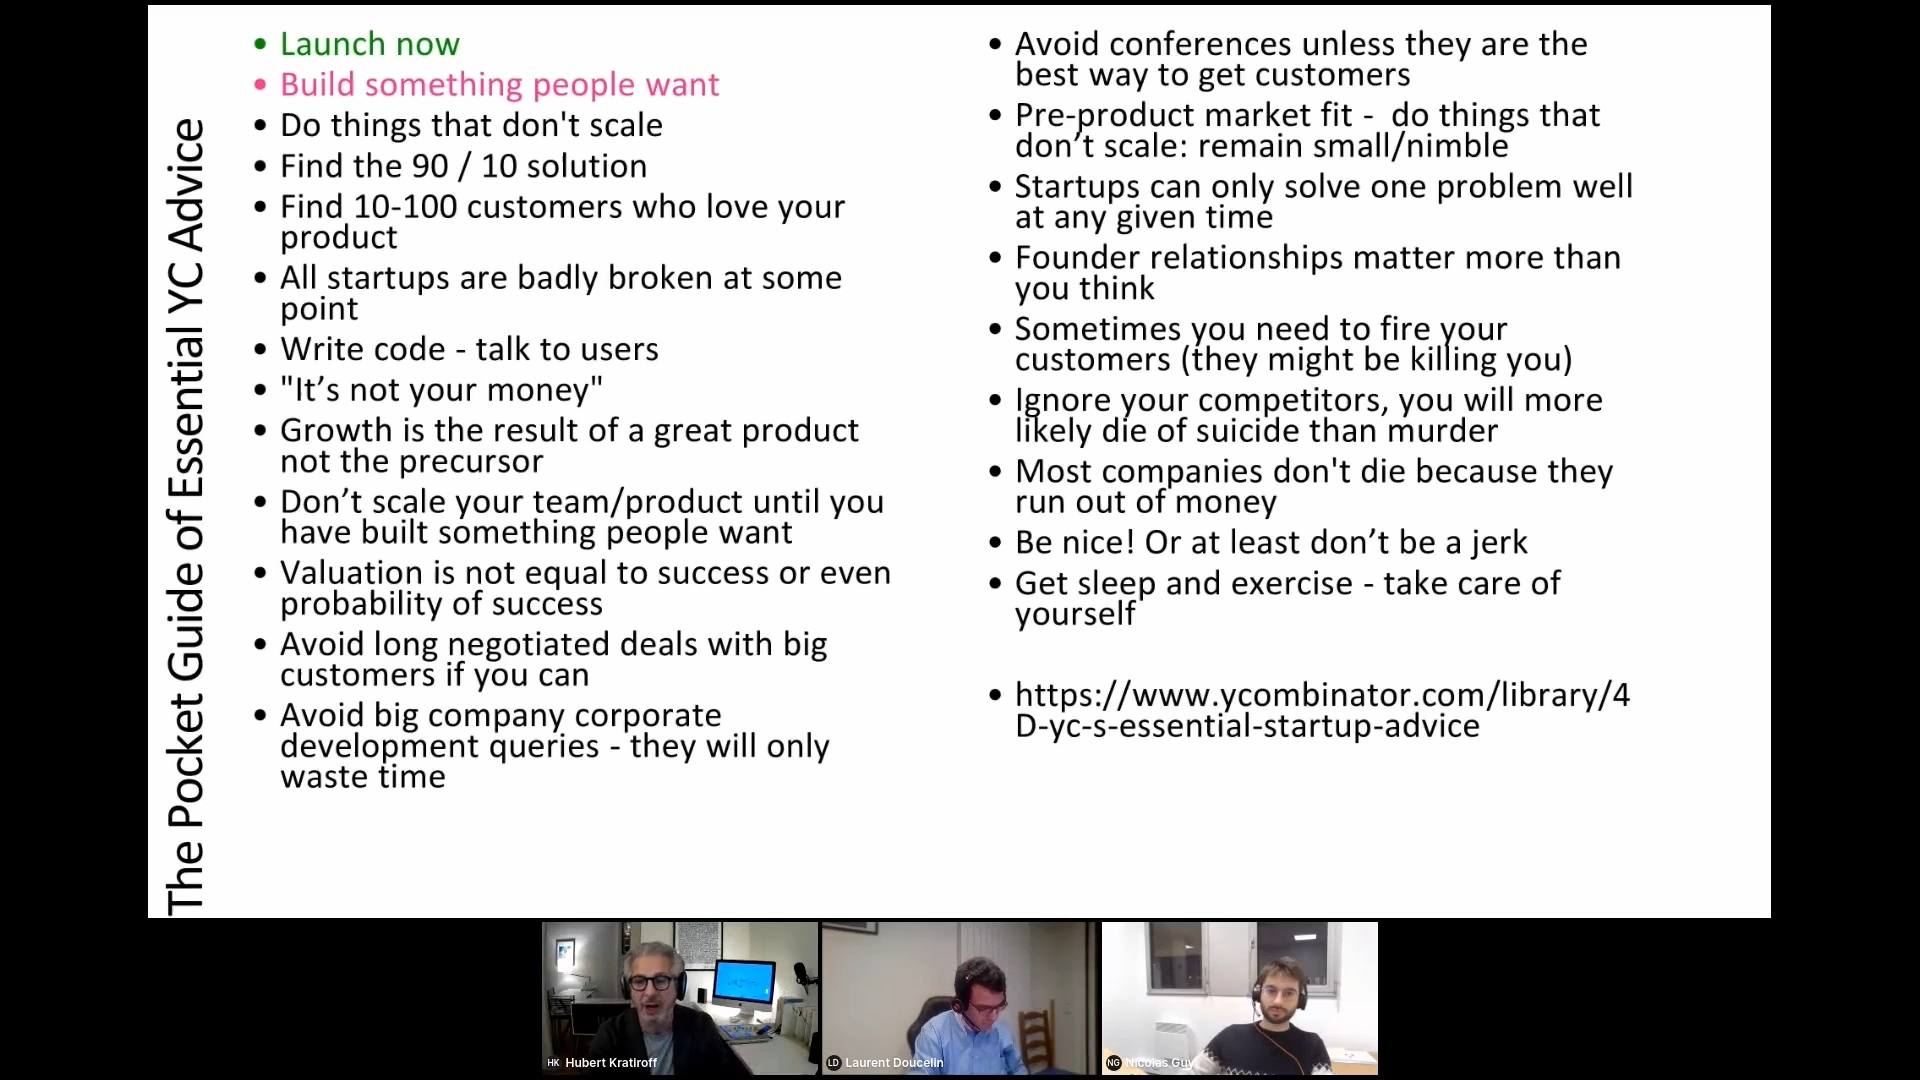 The Pocket Guide of Essential YC Advice
• Launch now
• Build something people want
• Do things that don't scale
• Find the 90 / 10 solution
• Find 10-100 customers who love your
product
• All startups are badly broken at some
point
• Write code - talk to users
• "It’s not your money"
• Growth is the result of a great product
not the precursor
• Don’t scale your team/product until you
have built something people want
• Valuation is not equal to success or even
probability of success
• Avoid long negotiated deals with big
customers if you can
• Avoid big company corporate
development queries - they will only
waste time
• Avoid conferences unless they are the
best way to get customers
• Pre-product market fit -  do things that
don’t scale: remain small/nimble
• Startups can only solve one problem well
at any given time
• Founder relationships matter more than
you think
• Sometimes you need to fire your
customers (they might be killing you)
• Ignore your competitors, you will more
likely die of suicide than murder
• Most companies don't die because they
run out of money
• Be nice! Or at least don’t be a jerk
• Get sleep and exercise - take care of
yourself
• https://www.ycombinator.com/library/4
D-yc-s-essential-startup-advice
HK Hubert Kratiroff
LD Laurent Doucelin
NG Nicolas Guy